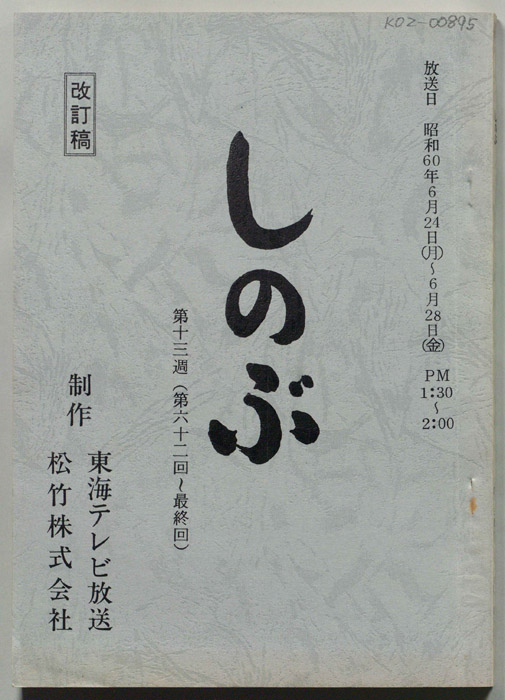 K02-00895
放送日 昭和60年6月24日(月)～6月28日(金) PM 1:30～2:00
しのぶ
第十三週(第六十二回～最終回)
改訂稿
制作 東海テレビ放送
松竹株式会社